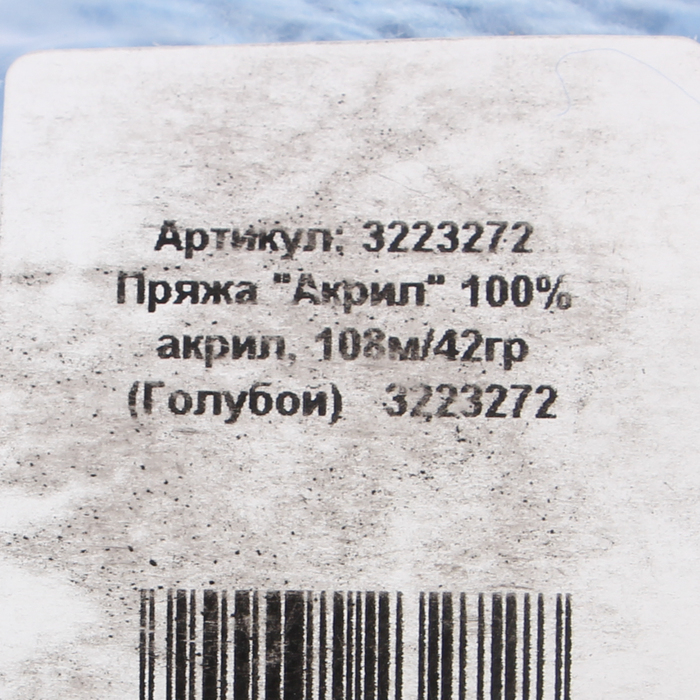 Артикул: 3223272
Пряжа "Акрил" 100%
акрил, 108м/42гр
(Голубой) 3223272